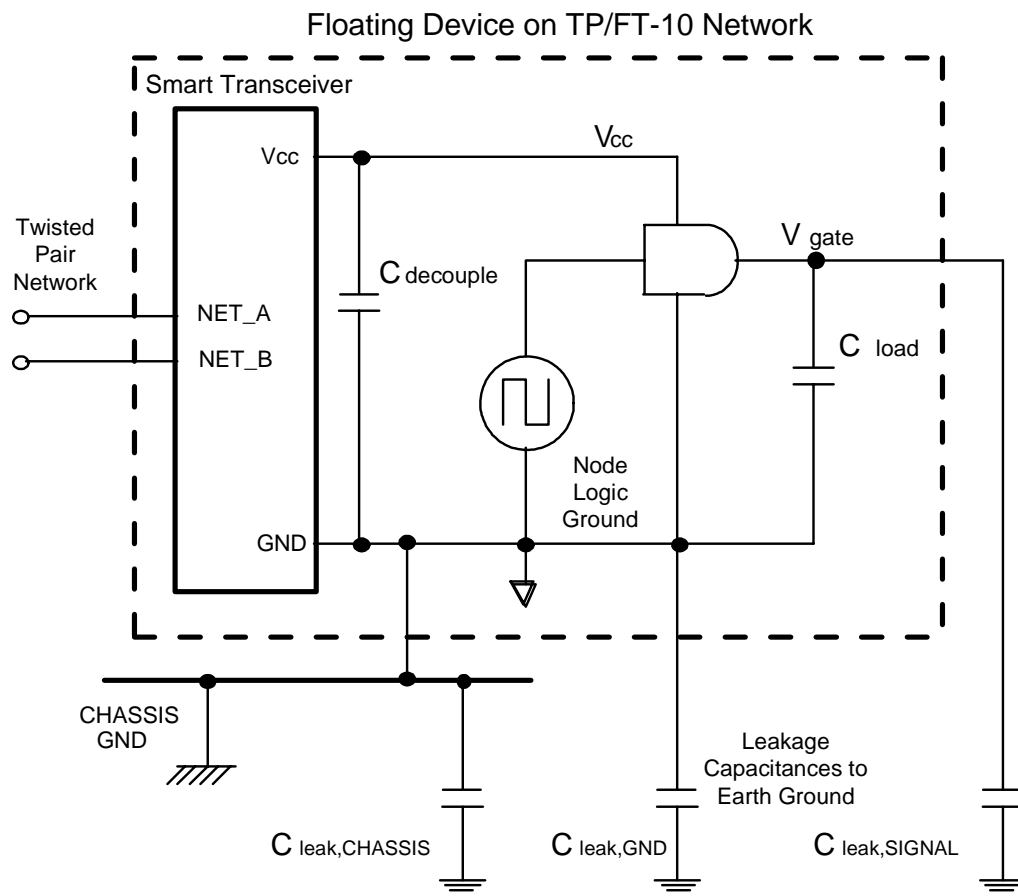 Floating Device on TP/FT-10 Network
Smart Transceiver
Vcc
Vcc
Twisted
Pair
Network
V gate
C decouple
NET_A
NET_B
C load
Node
Logic
Ground
GND
CHASSIS
GND
Leakage
Capacitances to
Earth Ground
C leak,CHASSIS
C leak,GND
C leak,SIGNAL